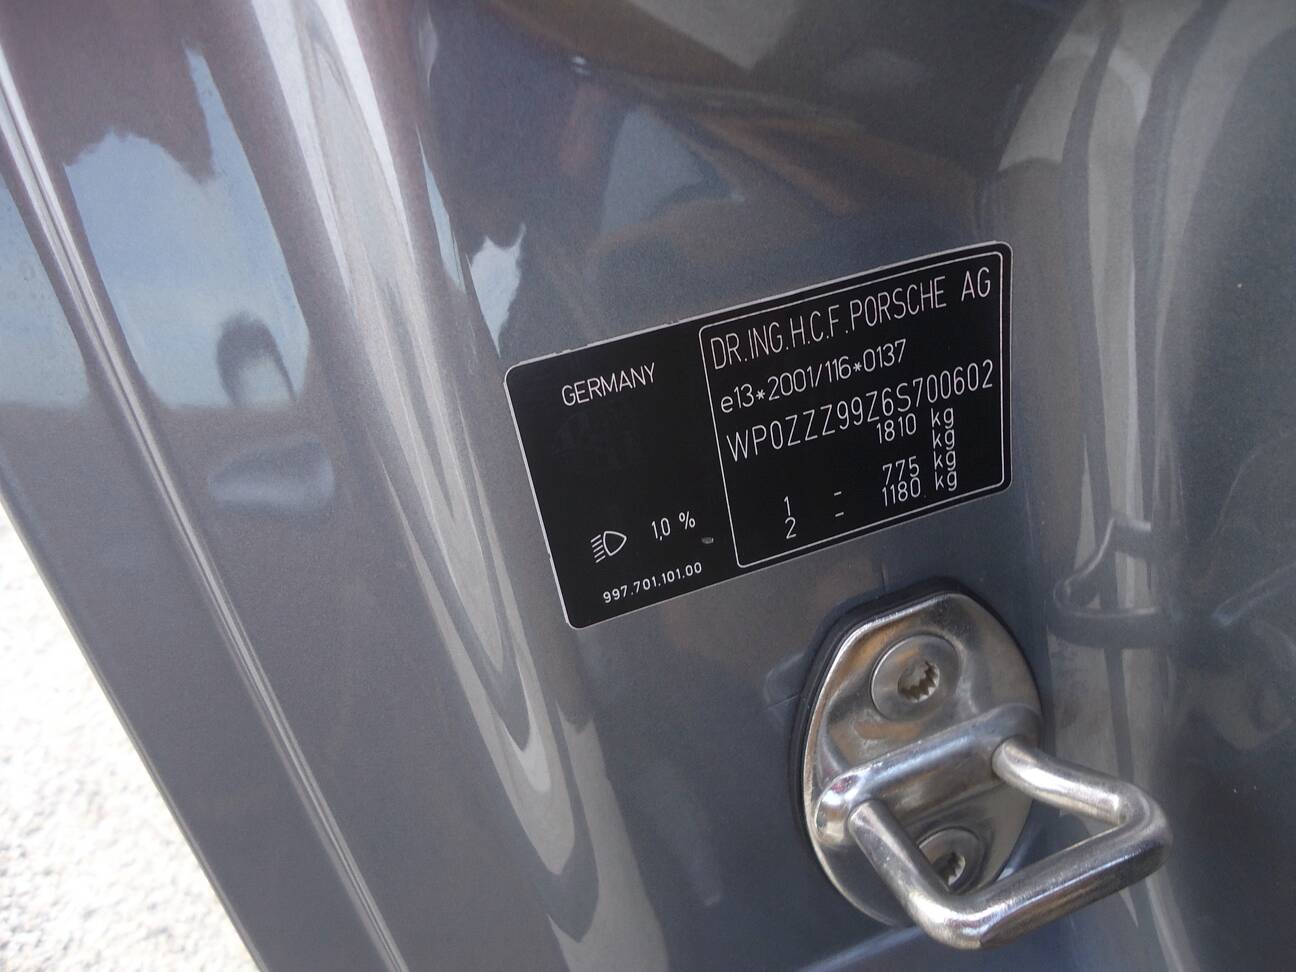 GERMANY
1,0 %
997.701.101.00
DR.ING.H.C.F.PORSCHE AG
e13*2001/116*0137
WP0ZZZ99Z6S700602
1810 kg
kg
1 - 775 kg
2 - 1180 kg